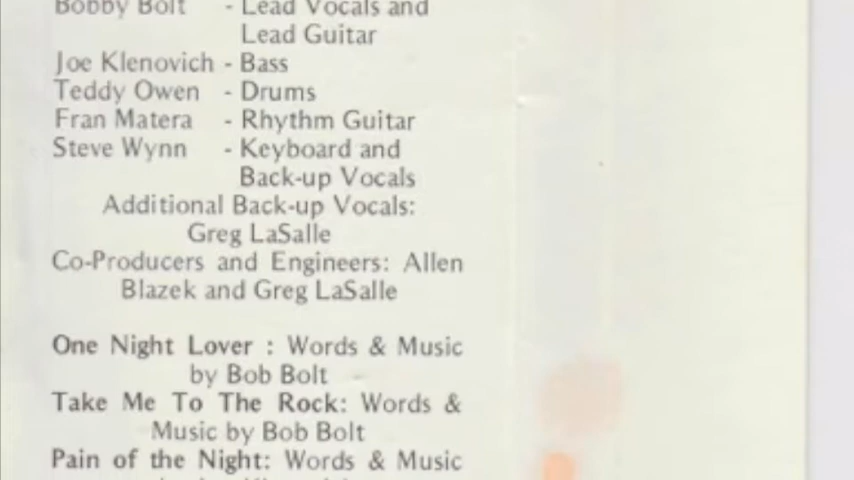 Bobby Bolt - Lead Vocals and
Lead Guitar
Joe Klenovich - Bass
Teddy Owen - Drums
Fran Matera - Rhythm Guitar
Steve Wynn - Keyboard and
Back-up Vocals
Additional Back-up Vocals:
Greg LaSalle
Co-Producers and Engineers: Allen
Blazek and Greg LaSalle
One Night Lover : Words & Music
by Bob Bolt
Take Me To The Rock: Words &
Music by Bob Bolt
Pain of the Night: Words & Music